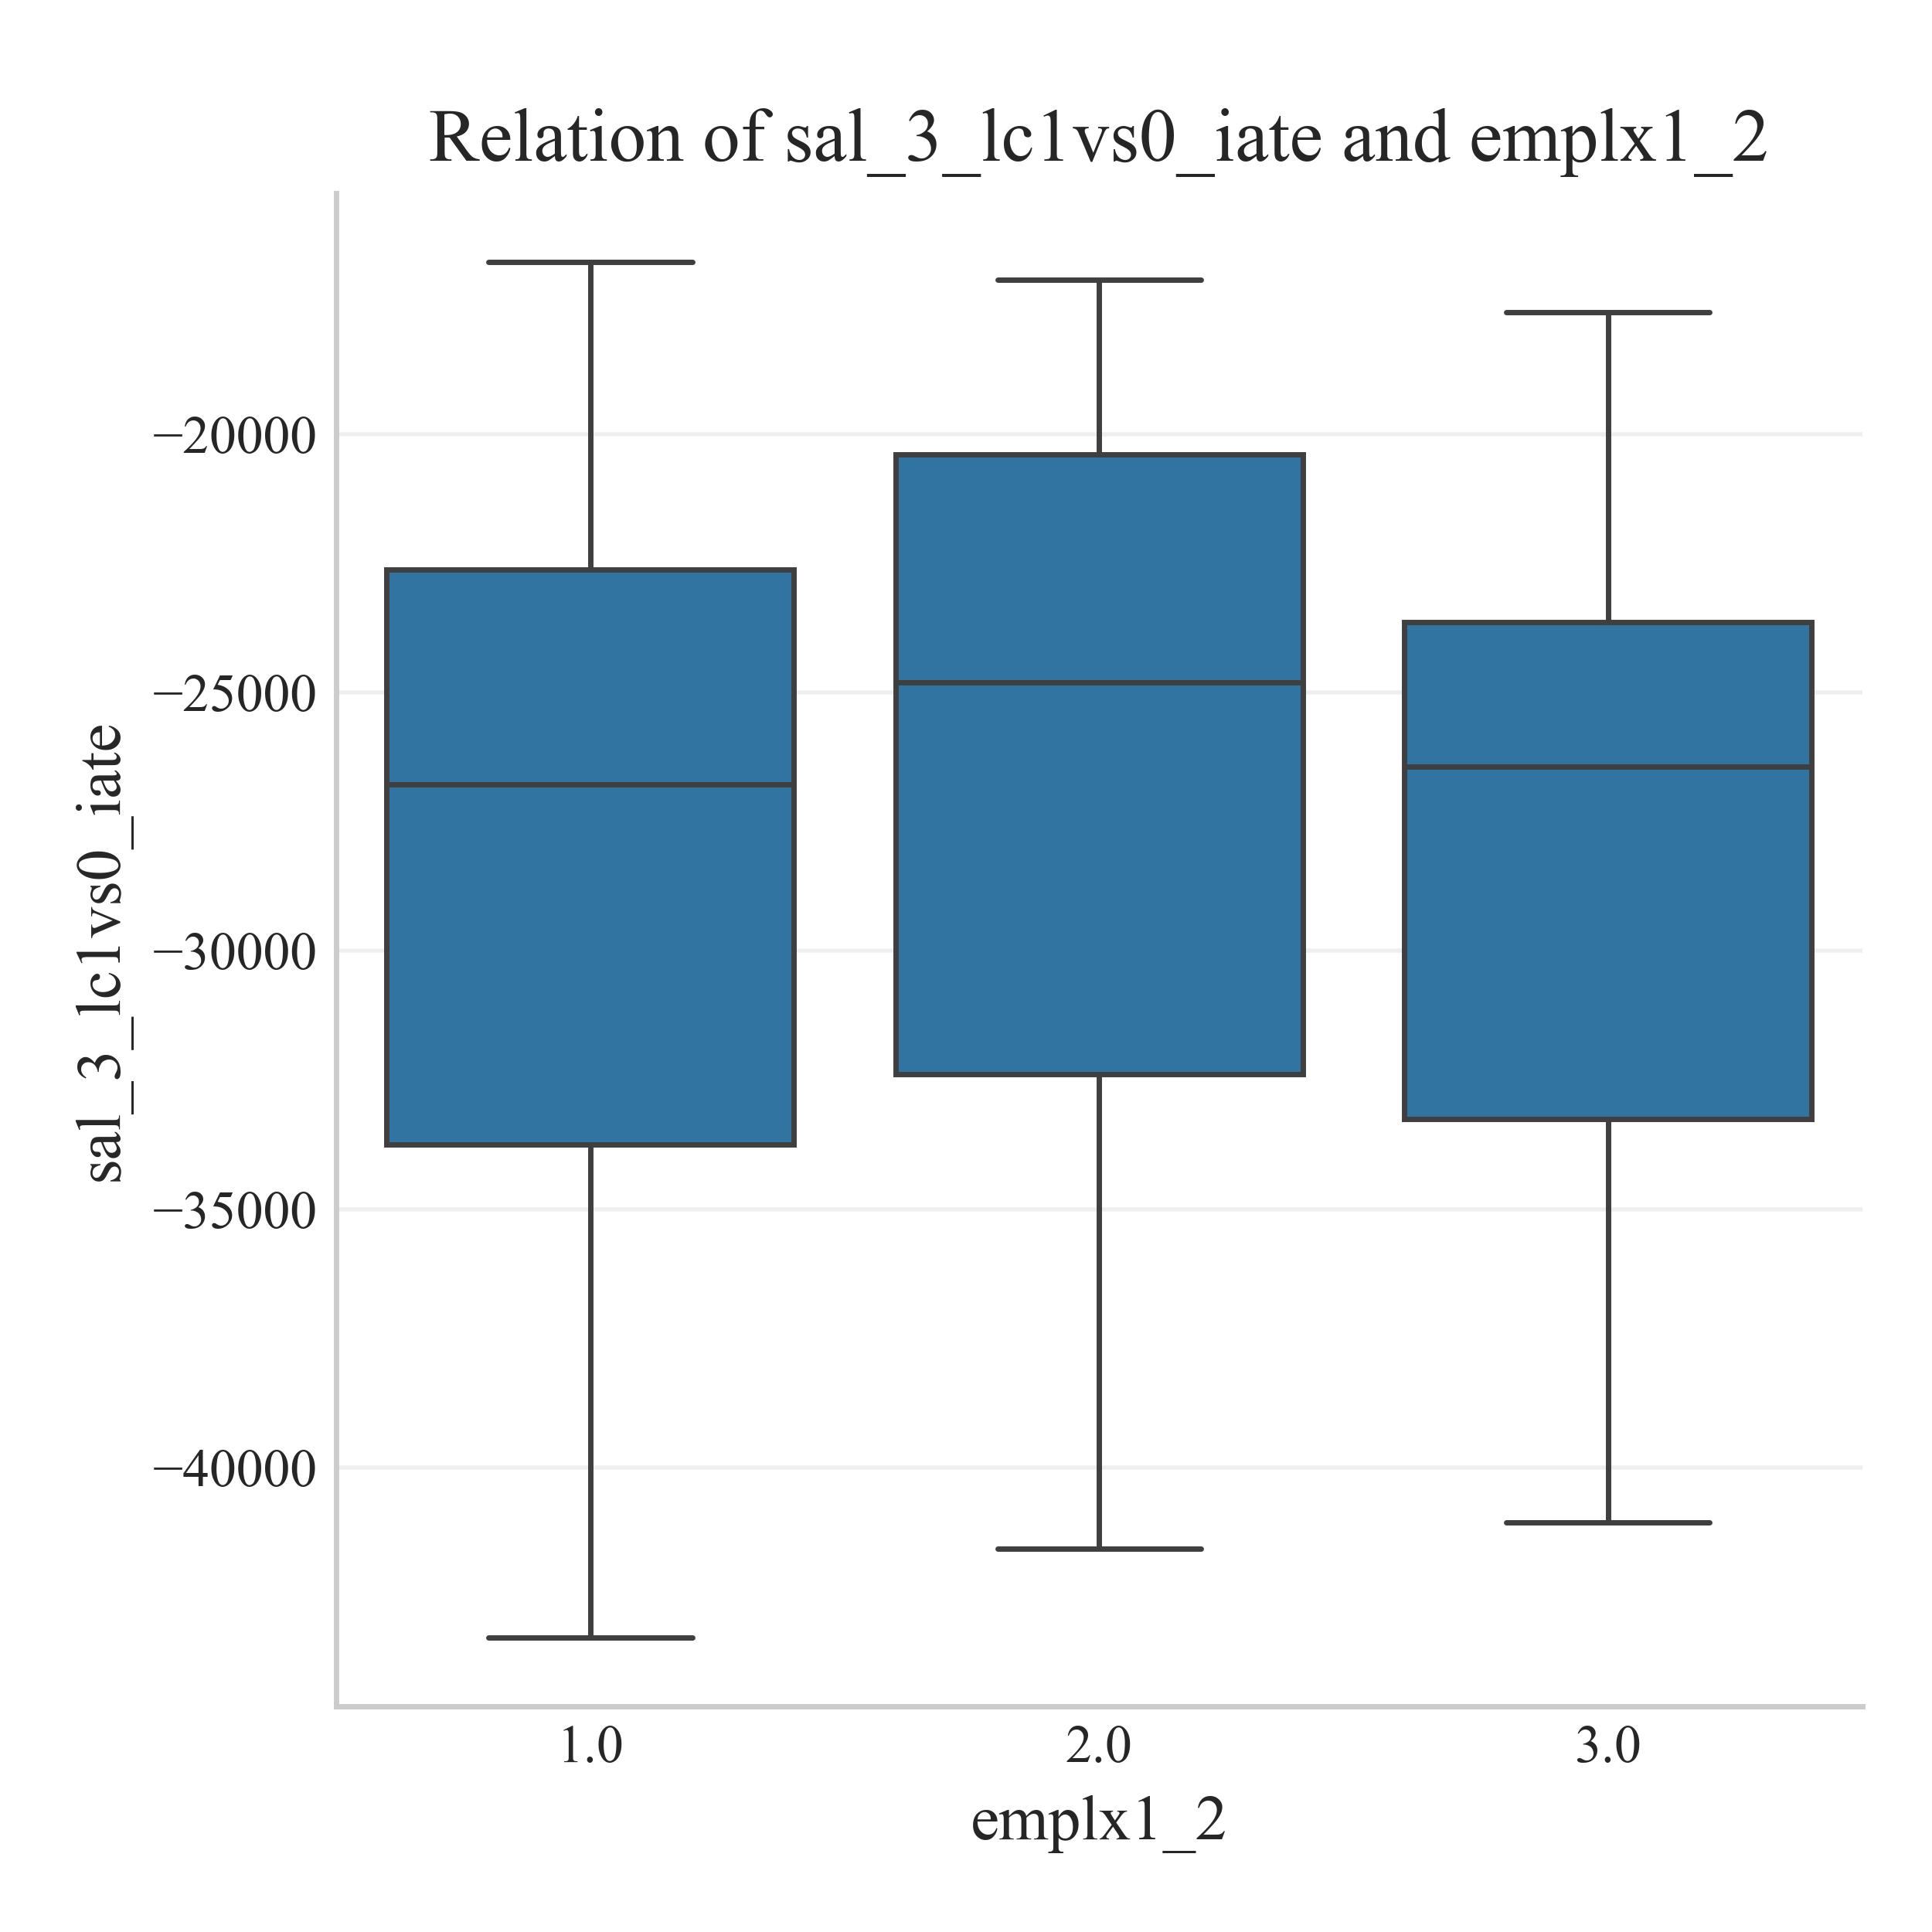 Relation of sal_3_lc1vs0_iate and emplx1_2
sal_3_lc1vs0_iate
−20000
−25000
−30000
−35000
−40000
1.0 2.0 3.0
emplx1_2